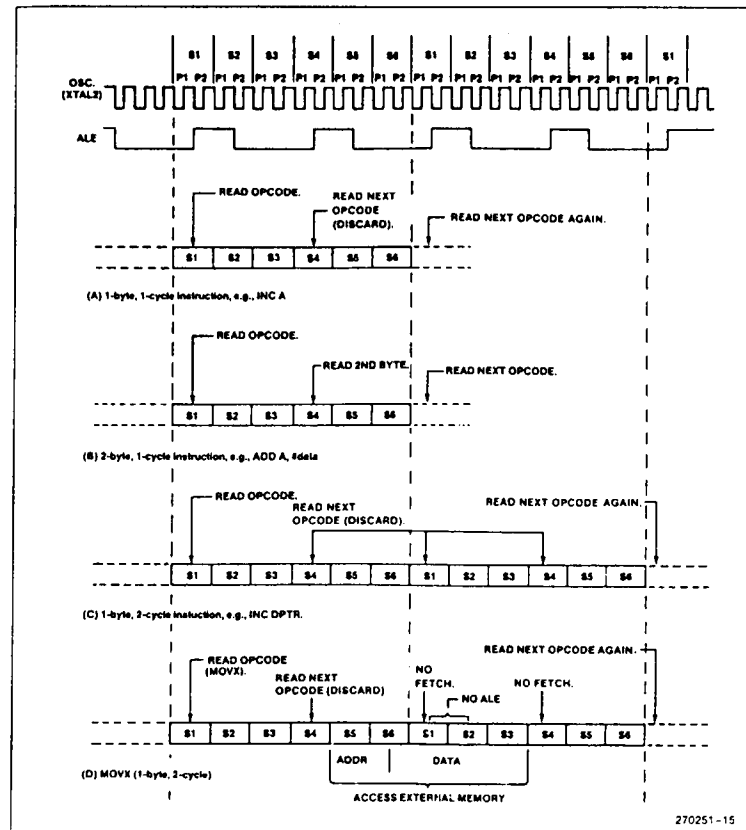 S1 S2 S3 S4 S5 S6 S1 S2 S3 S4 S5 S6 S1
P1 P2 P1 P2 P1 P2 P1 P2 P1 P2 P1 P2 P1 P2 P1 P2 P1 P2 P1 P2 P1 P2 P1 P2 P1 P2
OSC.
(XTAL2)
ALE
READ OPCODE.
READ NEXT
OPCODE
(DISCARD).
READ NEXT OPCODE AGAIN.
S1 S2 S3 S4 S5 S6
(A) 1-byte, 1-cycle instruction, e.g., INC A
READ OPCODE.
READ 2ND BYTE.
READ NEXT OPCODE.
S1 S2 S3 S4 S5 S6
(B) 2-byte, 1-cycle instruction, e.g., ADD A, #data
READ OPCODE.
READ NEXT
OPCODE (DISCARD).
READ NEXT OPCODE AGAIN.
S1 S2 S3 S4 S5 S6 S1 S2 S3 S4 S5 S6
(C) 1-byte, 2-cycle instruction, e.g., INC DPTR.
READ OPCODE
(MOVX).
READ NEXT
OPCODE (DISCARD)
NO
FETCH.
NO ALE
NO FETCH.
READ NEXT OPCODE AGAIN.
S1 S2 S3 S4 S5 S6 S1 S2 S3 S4 S5 S6
ADDR DATA
(D) MOVX (1-byte, 2-cycle)
ACCESS EXTERNAL MEMORY
270251-15